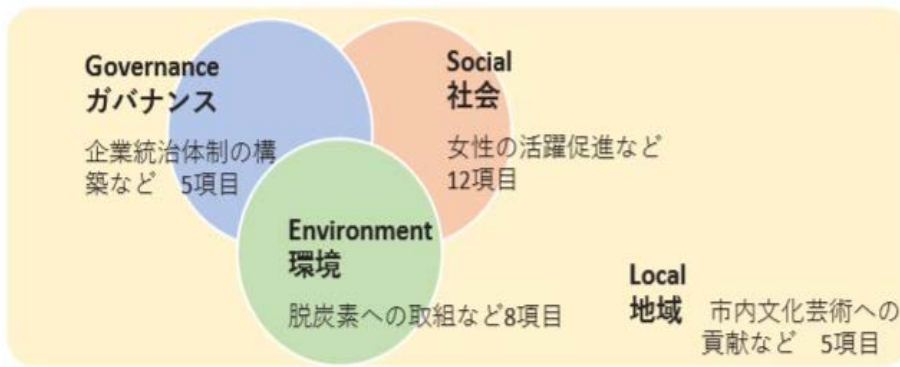 Governance
ガバナンス
企業統治体制の構
築など 5項目
Social
社会
女性の活躍促進など
12項目
Environment
環境
脱炭素への取組など8項目
Local
地域 市内文化芸術への
貢献など 5項目